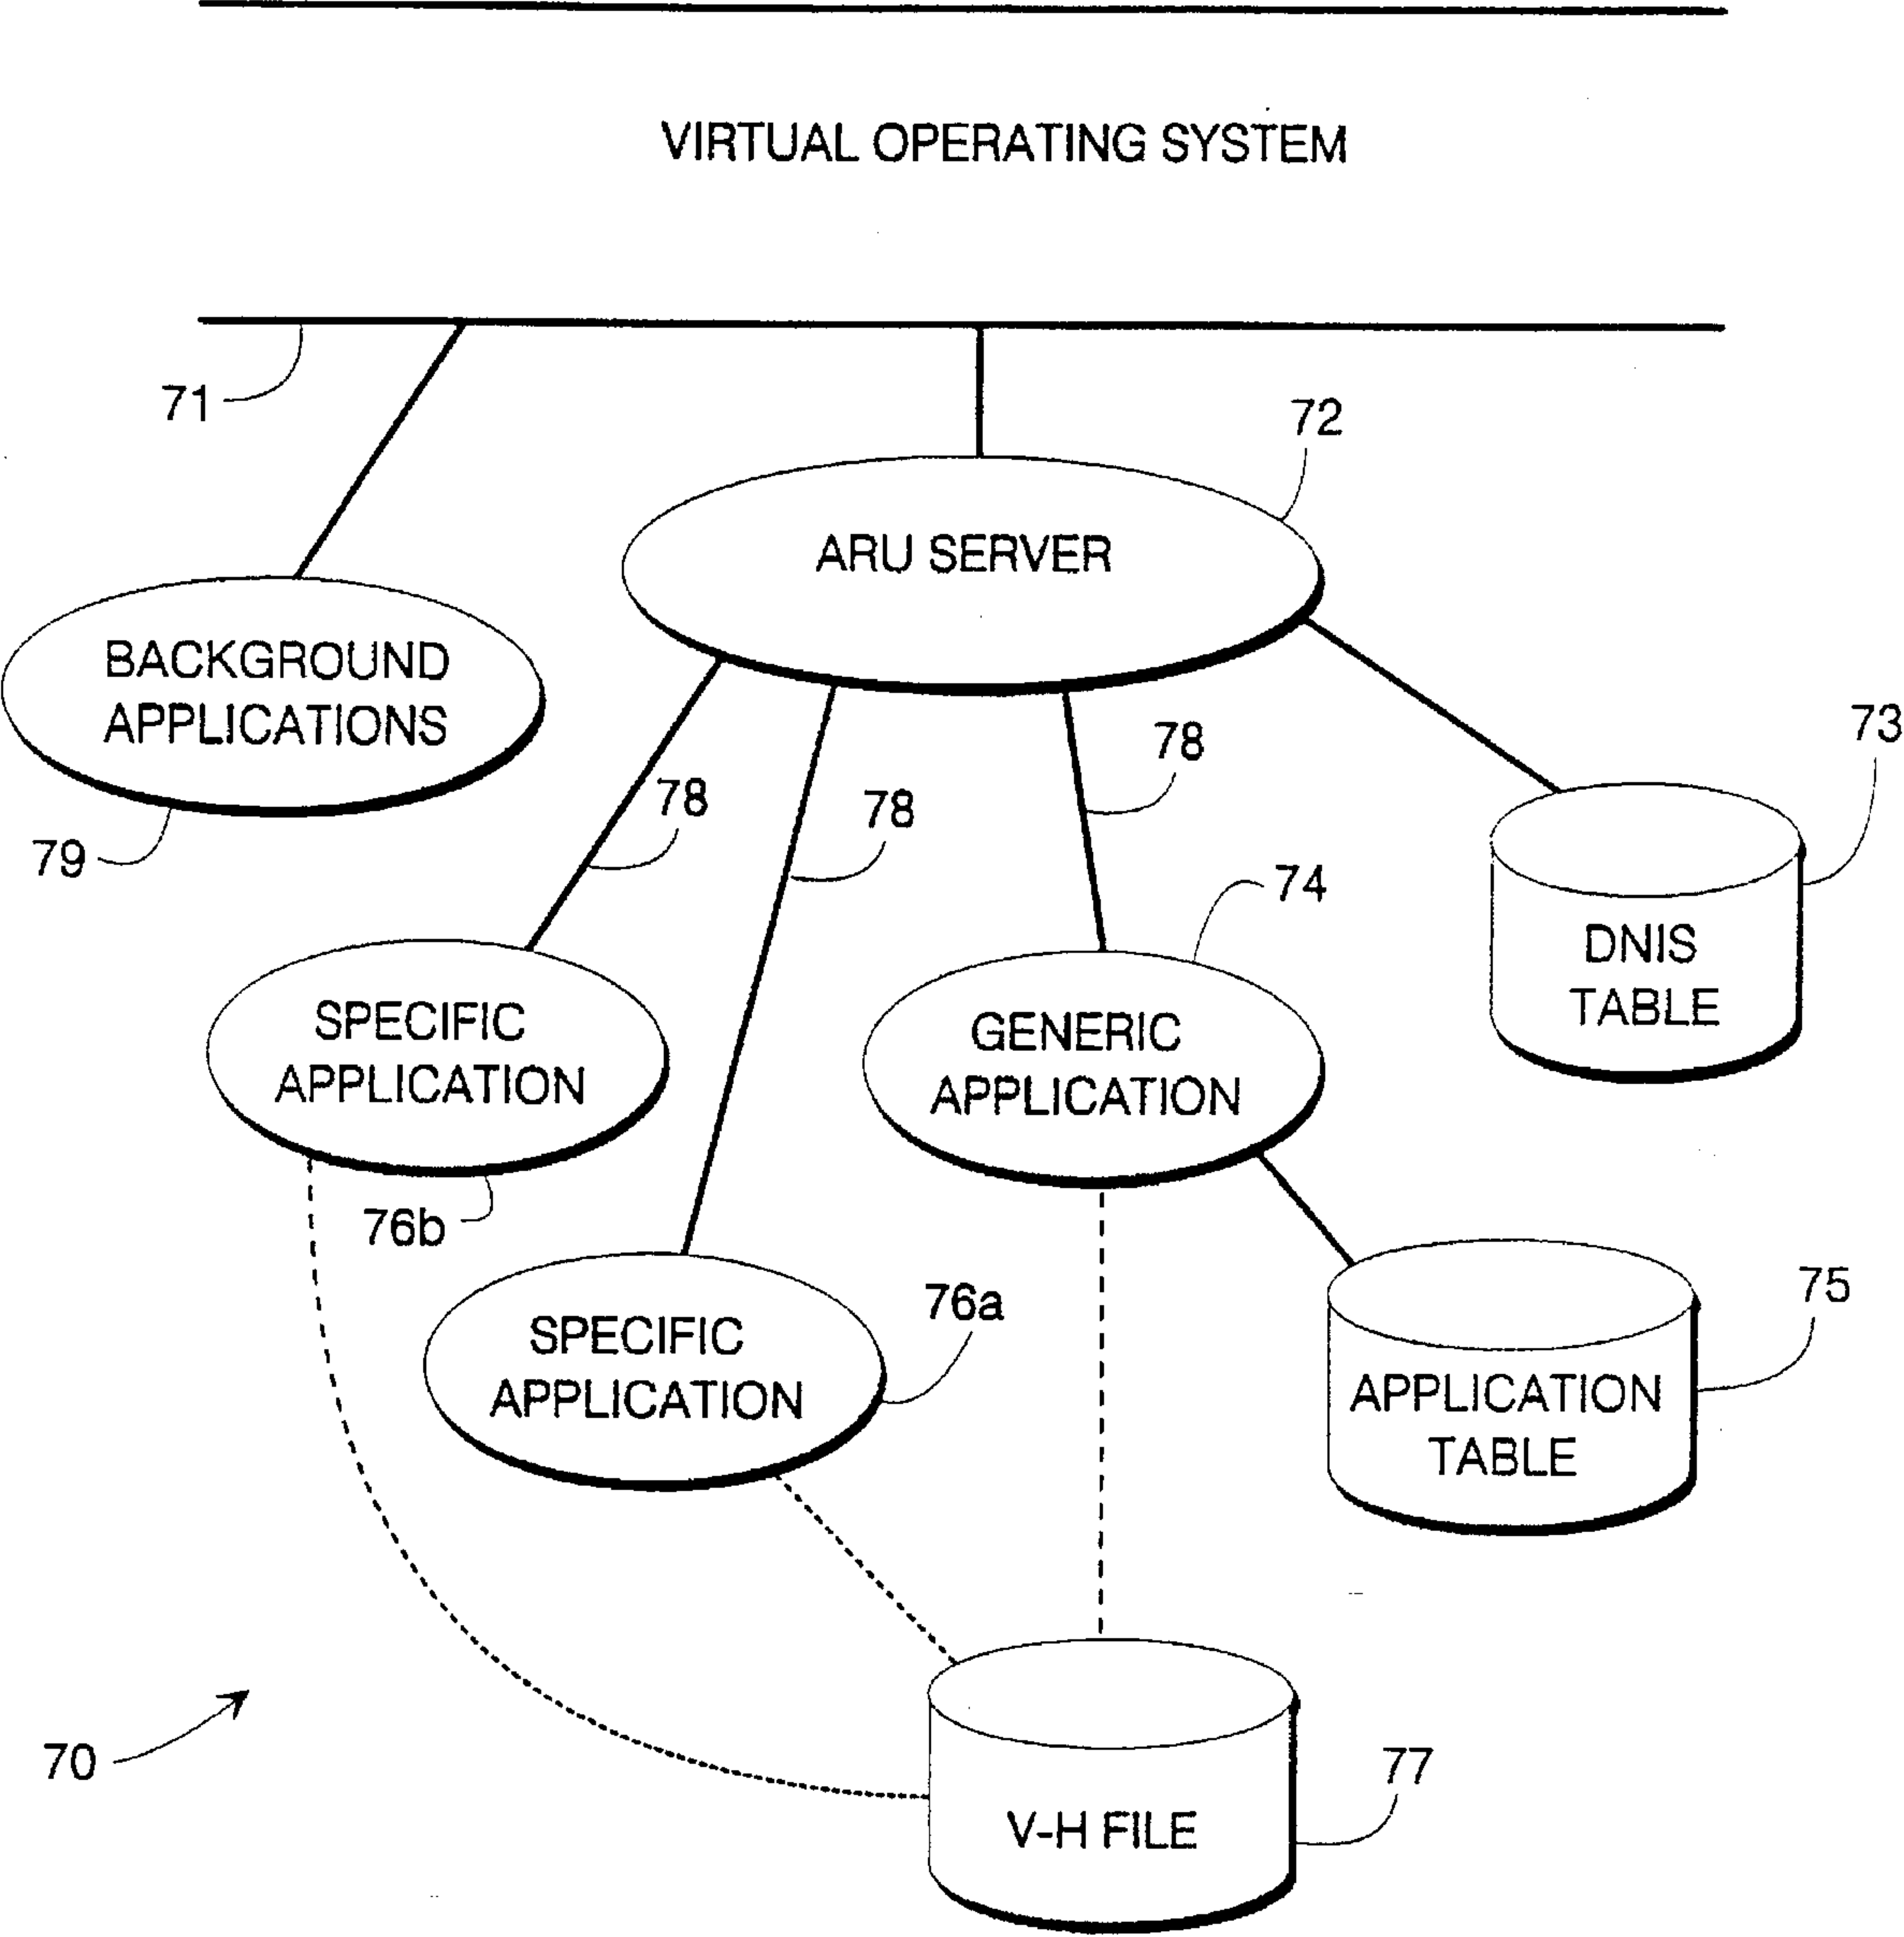 VIRTUAL OPERATING SYSTEM
71
72
ARU SERVER
BACKGROUND
APPLICATIONS
79
78
78
78
73
74
DNIS
TABLE
SPECIFIC
APPLICATION
76b
GENERIC
APPLICATION
SPECIFIC
APPLICATION
76a
75
APPLICATION
TABLE
70
77
V-H FILE